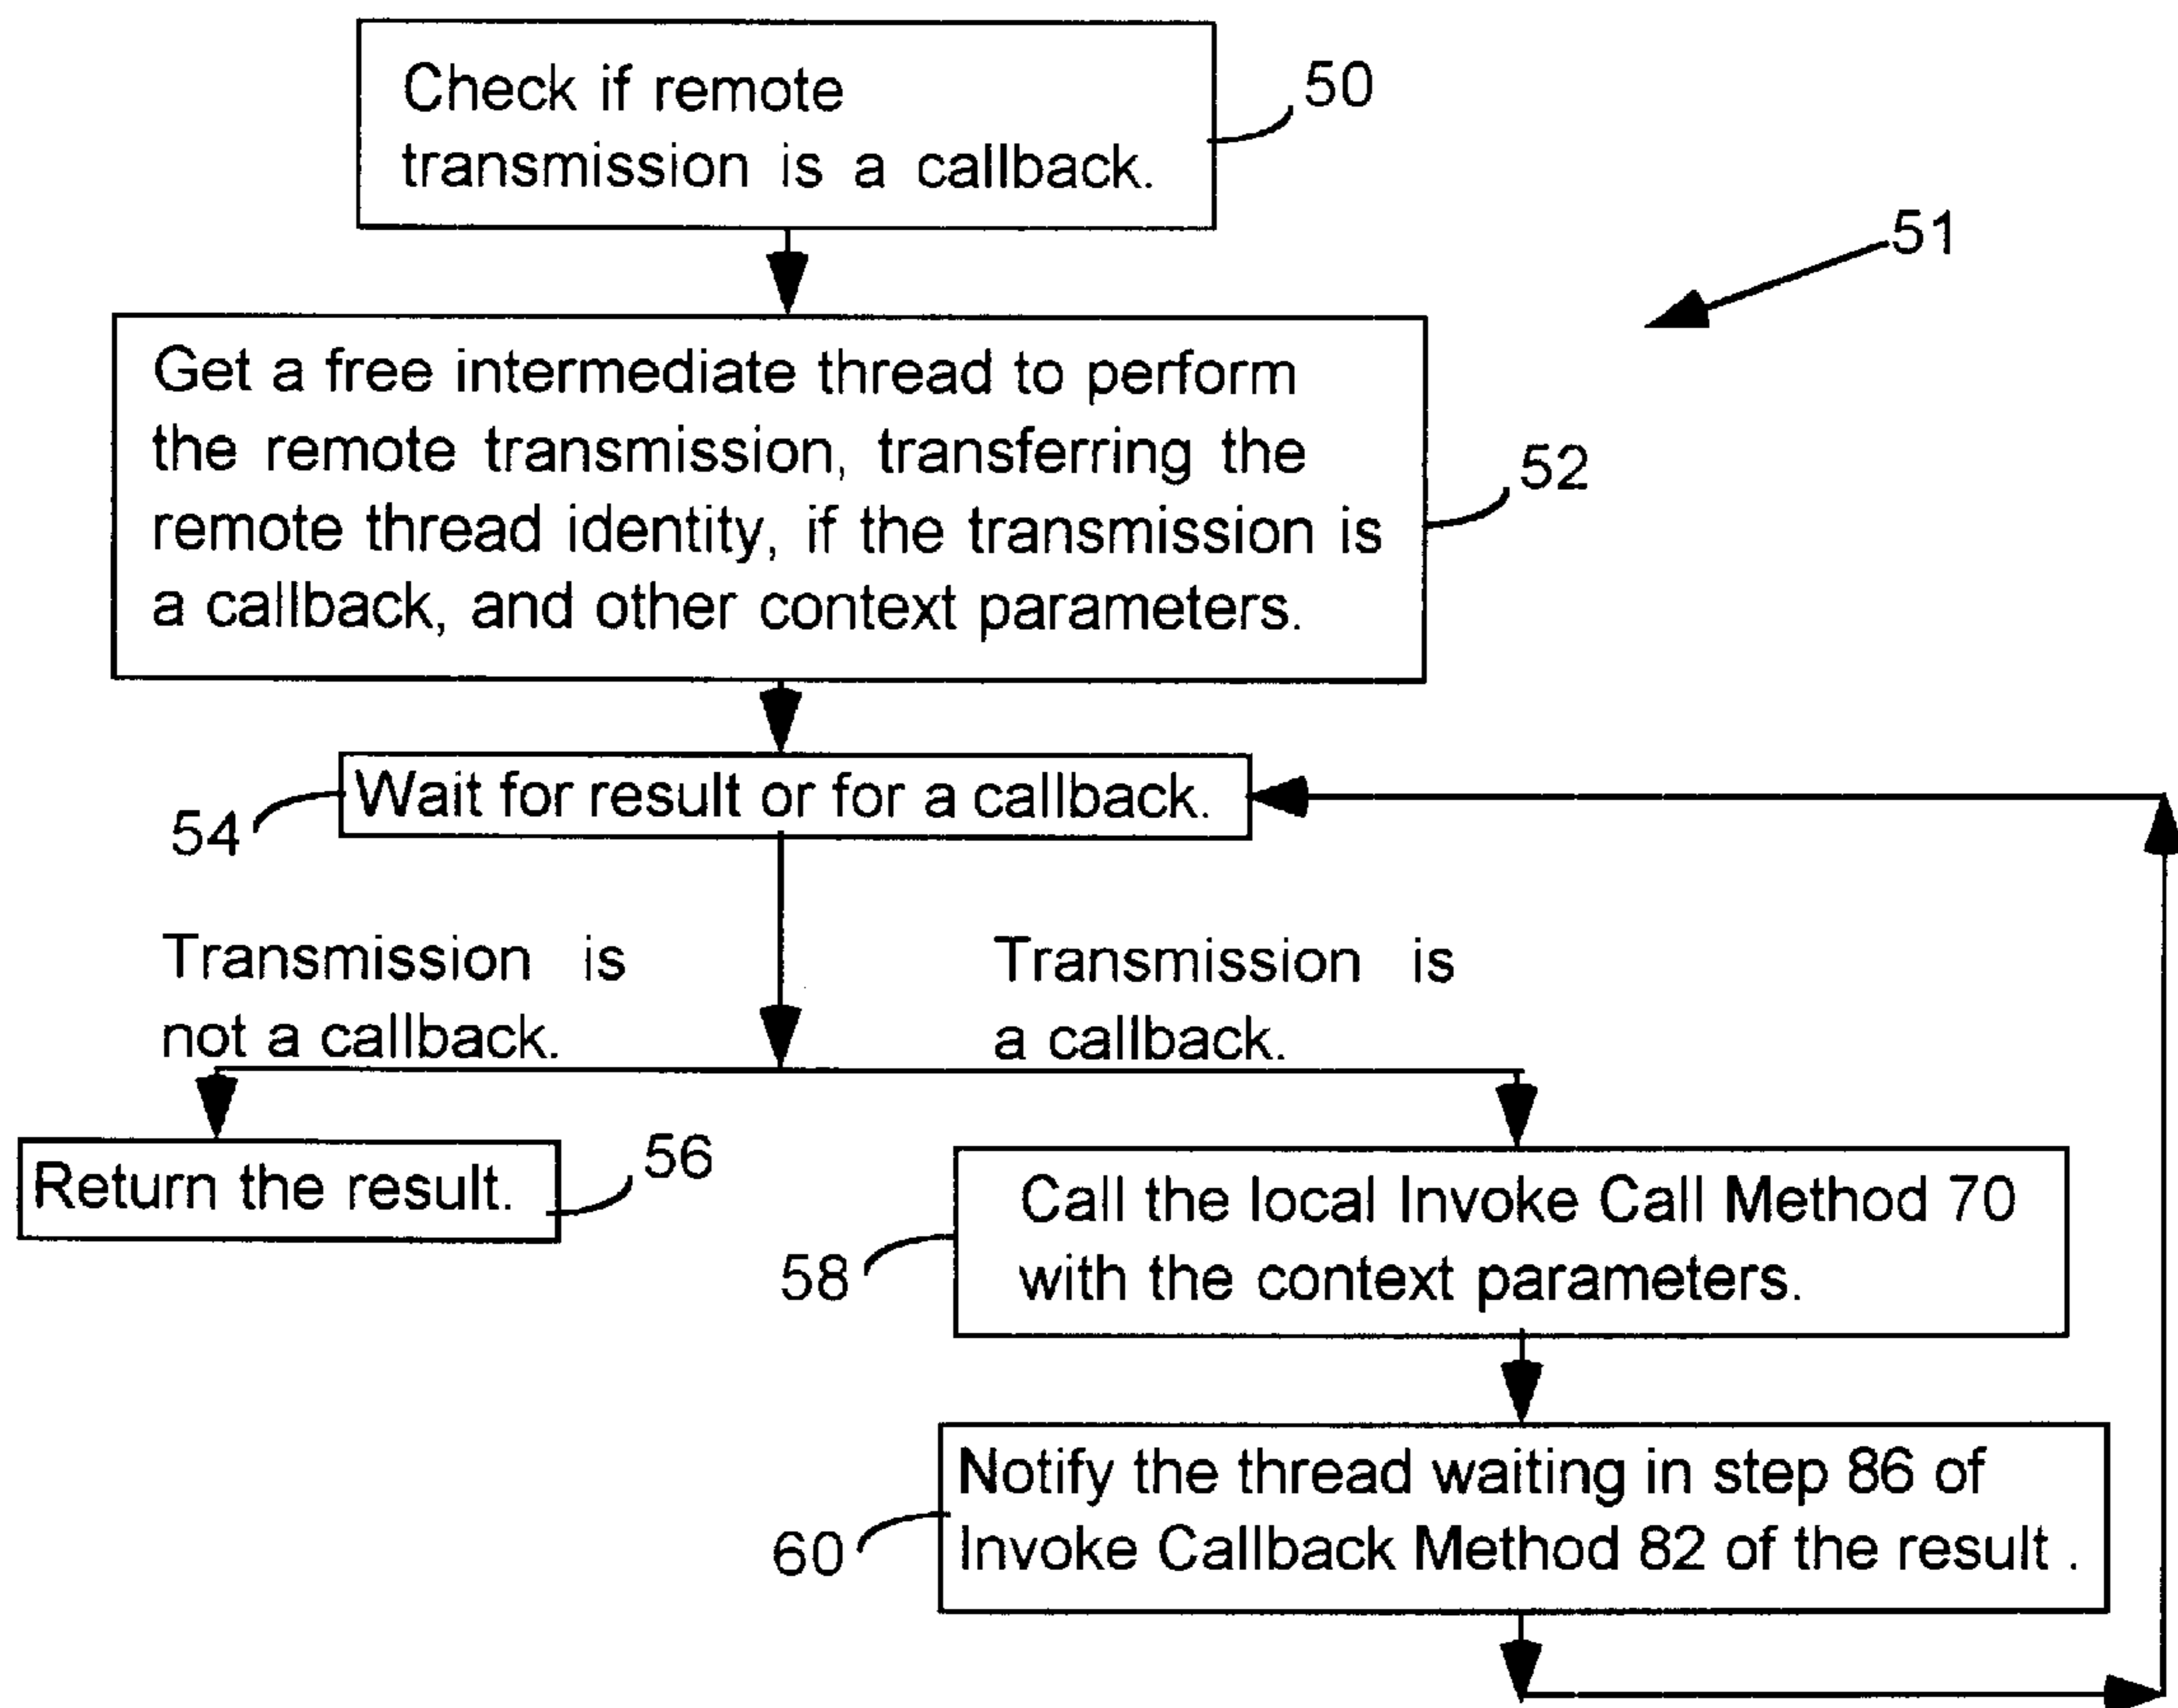 Check if remote
transmission is a callback.
50
51
Get a free intermediate thread to perform
the remote transmission, transferring the
remote thread identity, if the transmission is
a callback, and other context parameters.
52
Wait for result or for a callback.
54
Transmission is
not a callback.
Transmission is
a callback.
Return the result.
56
Call the local Invoke Call Method 70
with the context parameters.
58
Notify the thread waiting in step 86 of
Invoke Callback Method 82 of the result .
60